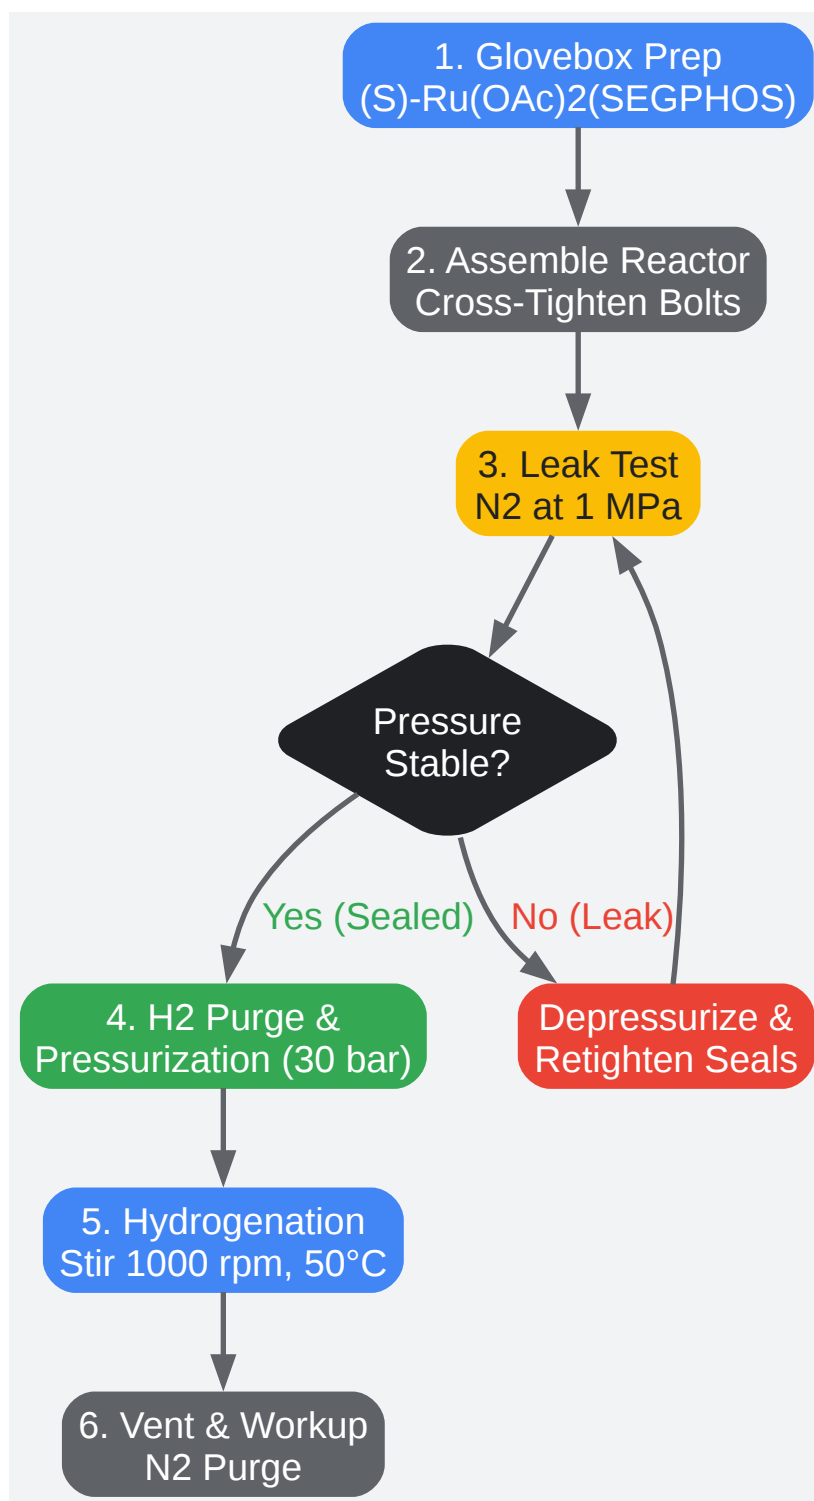 1. Glovebox Prep
(S)-Ru(OAc)2(SEGPHOS)
2. Assemble Reactor
Cross-Tighten Bolts
3. Leak Test
N2 at 1 MPa
Pressure
Stable?
Yes (Sealed)
No (Leak)
4. H2 Purge &
Pressurization (30 bar)
Depressurize &
Retighten Seals
5. Hydrogenation
Stir 1000 rpm, 50°C
6. Vent & Workup
N2 Purge